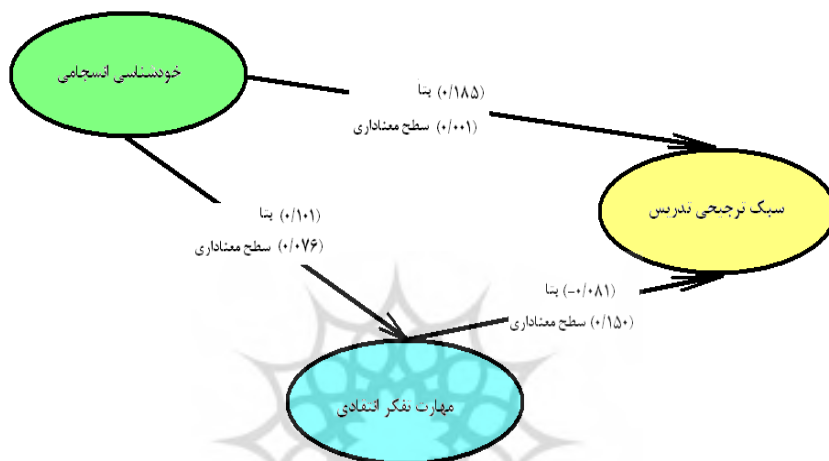 خودشناسی انسجامی
بتا (۰/۱۸۵)
سطح معناداری (۰/۰۰۱)
سبک ترجیحی تدریس
بتا (۰/۱۰۱)
سطح معناداری (۰/۰۷۶)
بتا (-۰/۰۸۱)
سطح معناداری (۰/۱۵۰)
مهارت تفکر انتقادی